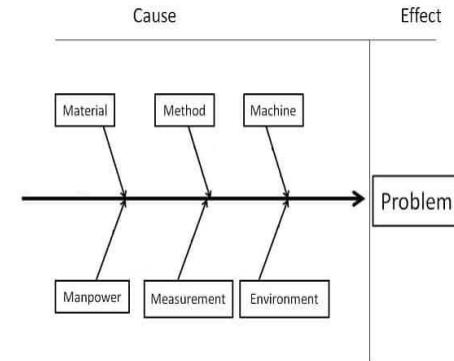 Cause
Effect
Material
Method
Machine
Problem
Manpower
Measurement
Environment